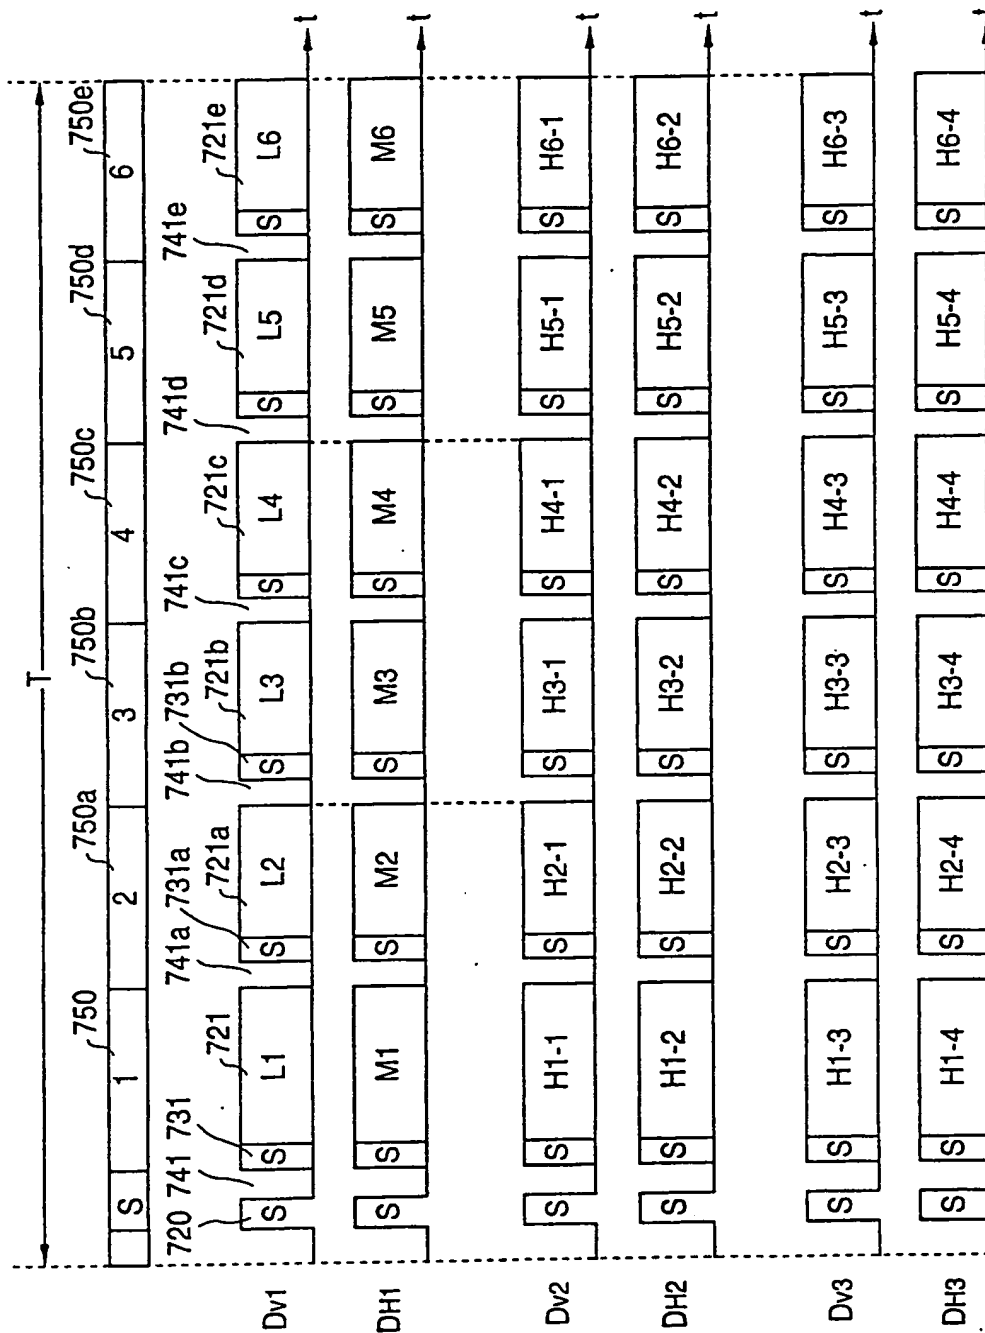 T
750 750a 750b 750c 750d 750e
S 1 2 3 4 5 6
720 741 731 721 741a 731a 721a 741b 731b 721b 741c 721c 741d 721d 741e 721e
Dv1 S S L1 S L2 S L3 S L4 S L5 S L6 t
DH1 S S M1 S M2 S M3 S M4 S M5 S M6 t
Dv2 S S H1-1 S H2-1 S H3-1 S H4-1 S H5-1 S H6-1 t
DH2 S S H1-2 S H2-2 S H3-2 S H4-2 S H5-2 S H6-2 t
Dv3 S S H1-3 S H2-3 S H3-3 S H4-3 S H5-3 S H6-3 t
DH3 S S H1-4 S H2-4 S H3-4 S H4-4 S H5-4 S H6-4 t